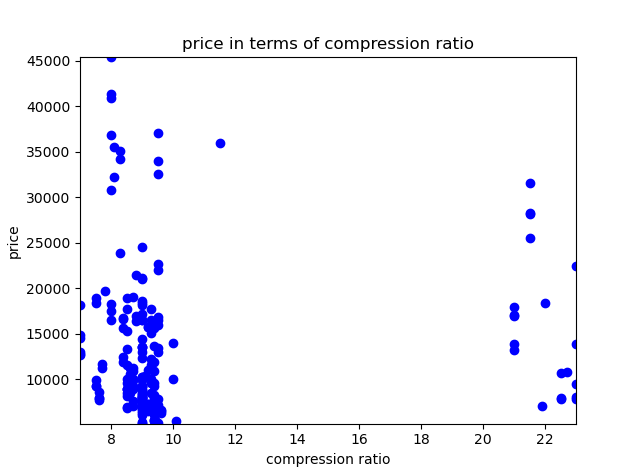 price in terms of compression ratio
45000
40000
35000
30000
25000
20000
15000
10000
price
8 10 12 14 16 18 20 22
compression ratio